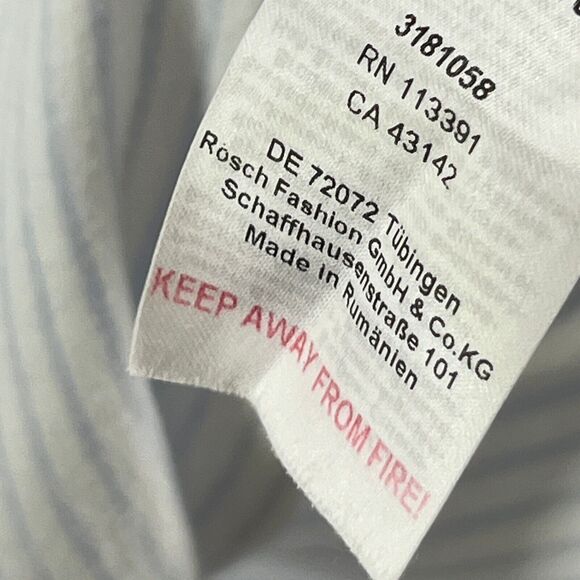 3181058
RN 113391
CA 43142
DE 72072 Tübingen
Rösch Fashion GmbH & Co.KG
Schaffhausenstraße 101
Made in Rumänien
KEEP AWAY FROM FIRE!